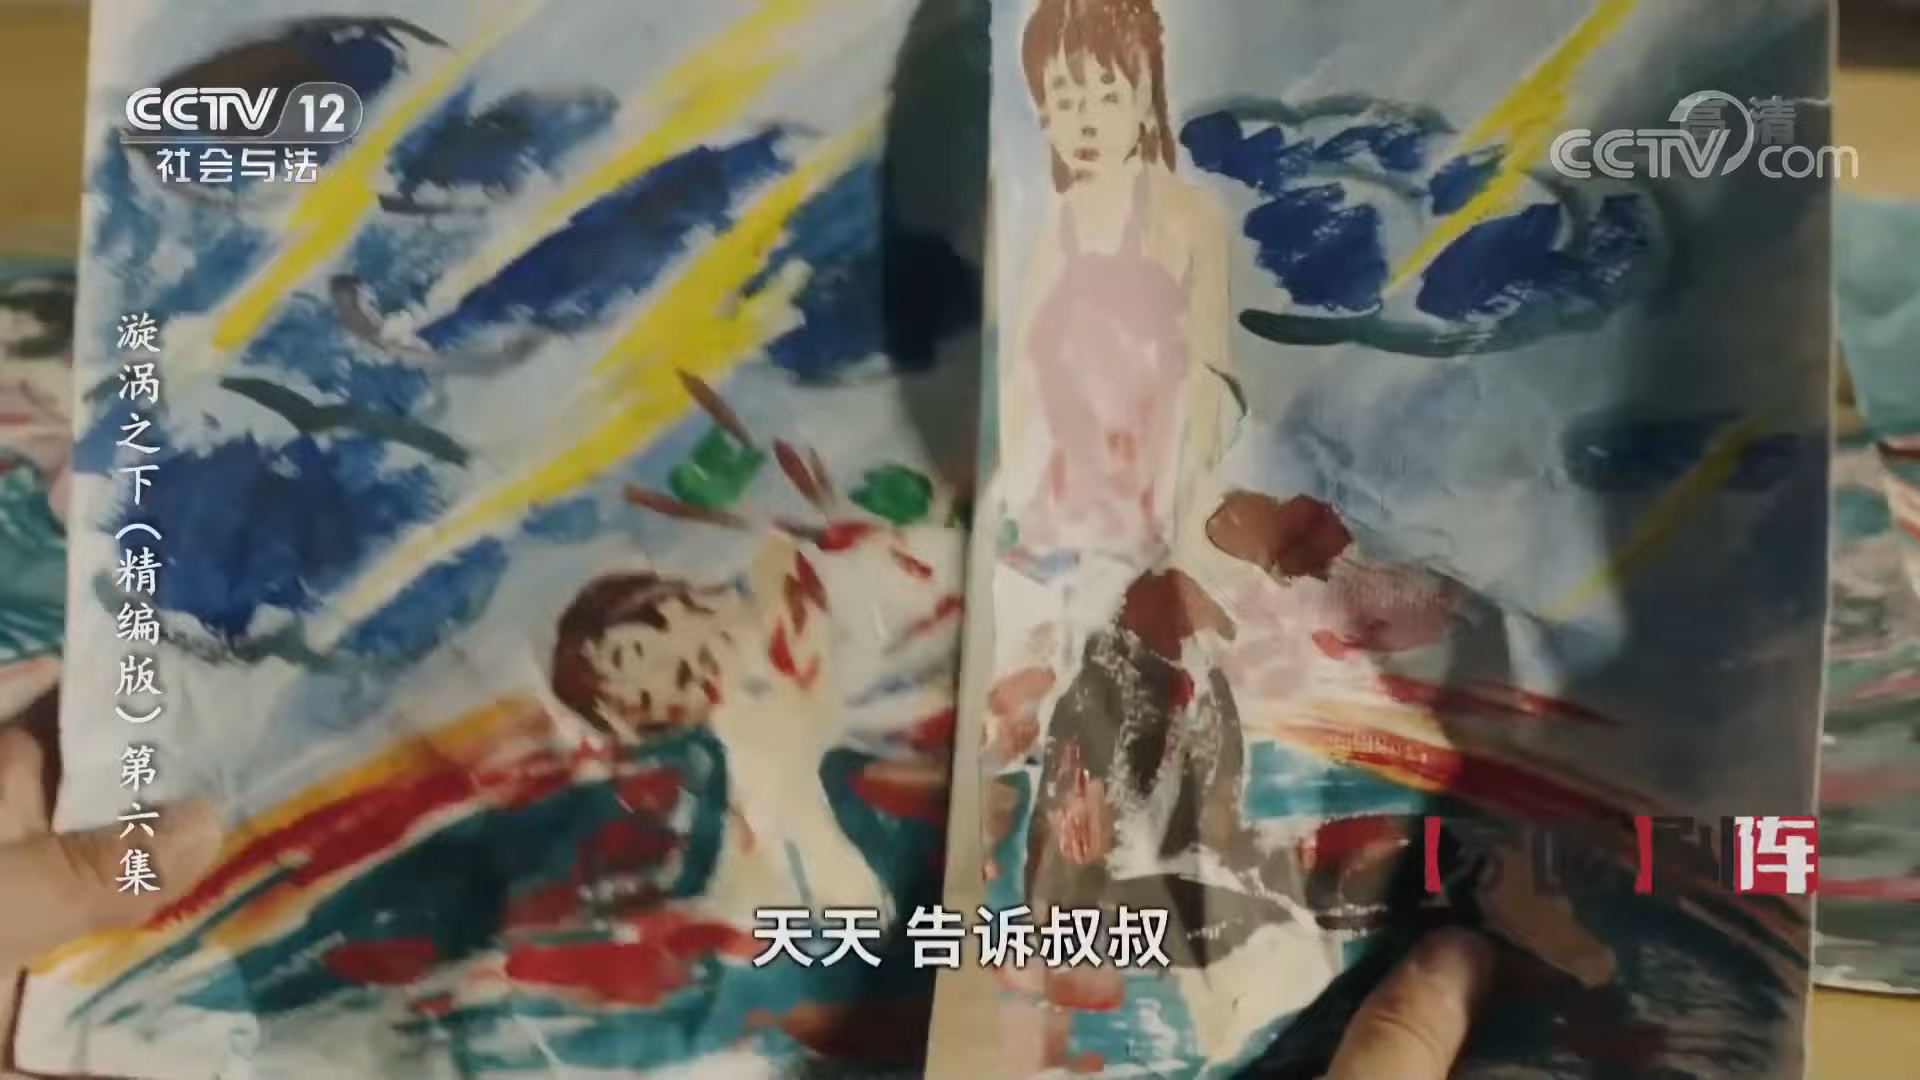 CCTV 12
社会与法
高清
CCTV.com
漩涡之下（精编版）第六集
天天 告诉叔叔
【 】 阵